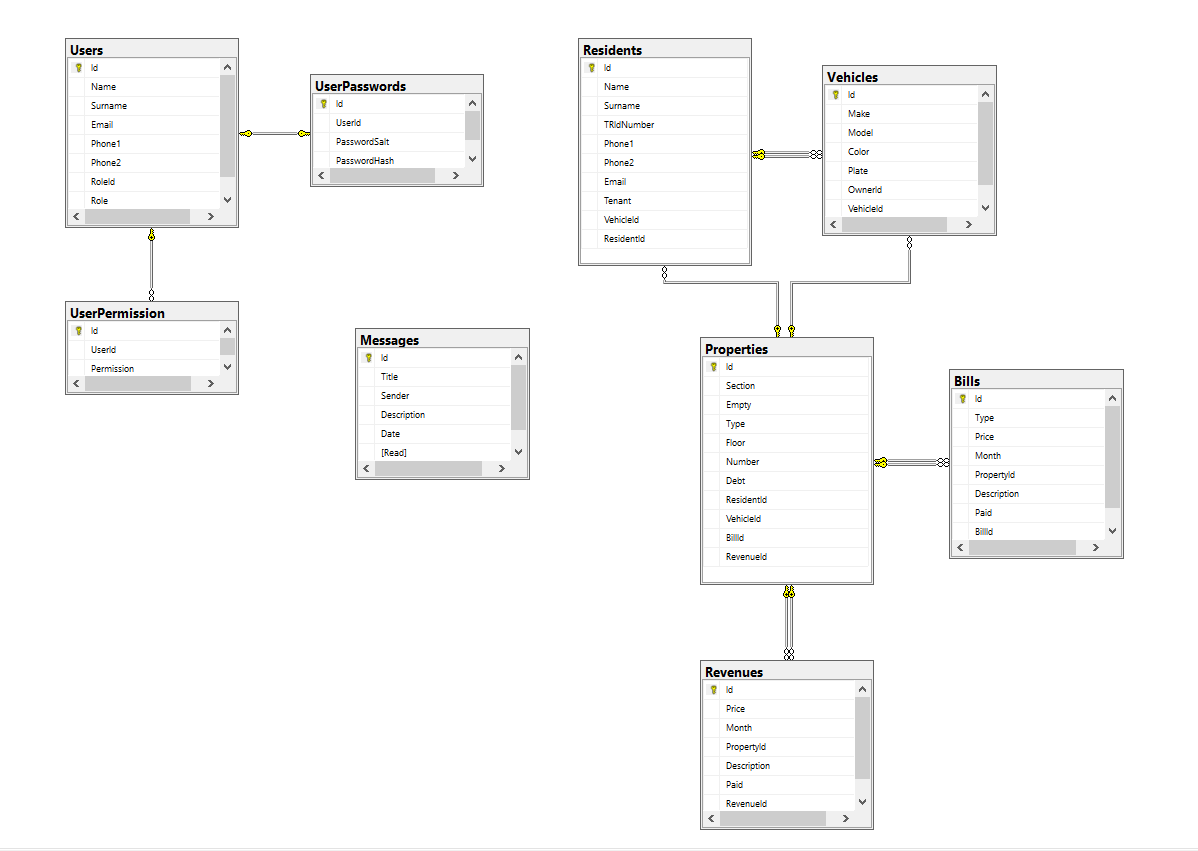 Users
Id
Name
Surname
Email
Phone1
Phone2
RoleId
Role
UserPasswords
Id
UserId
PasswordSalt
PasswordHash
UserPermission
Id
UserId
Permission
Messages
Id
Title
Sender
Description
Date
[Read]
Residents
Id
Name
Surname
TRIdNumber
Phone1
Phone2
Email
Tenant
VehicleId
ResidentId
Vehicles
Id
Make
Model
Color
Plate
OwnerId
VehicleId
Properties
Id
Section
Empty
Type
Floor
Number
Debt
ResidentId
VehicleId
BillId
RevenueId
Bills
Id
Type
Price
Month
PropertyId
Description
Paid
BillId
Revenues
Id
Price
Month
PropertyId
Description
Paid
RevenueId